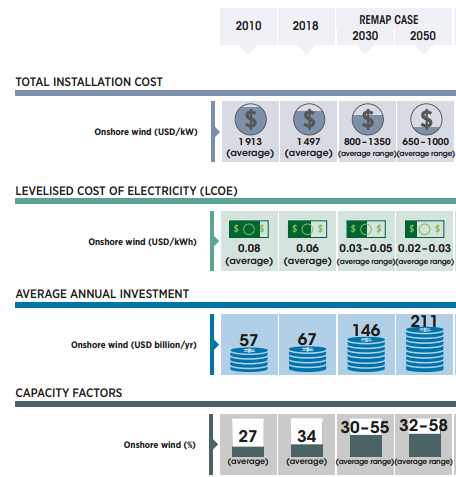 2010 2018 REMAP CASE
2030 2050
TOTAL INSTALLATION COST
Onshore wind (USD/kW)
$ $ $ $
1 913 1 497 800-1350 650-1000
(average) (average) (average range) (average range)
LEVELISED COST OF ELECTRICITY (LCOE)
Onshore wind (USD/kWh)
$ $ $ $ $ $ $ $
0.08 0.06 0.03-0.05 0.02-0.03
(average) (average) (average range) (average range)
AVERAGE ANNUAL INVESTMENT
Onshore wind (USD billion/yr)
57 67 146 211
CAPACITY FACTORS
Onshore wind (%)
27 34 30-55 32-58
(average) (average) (average range) (average range)